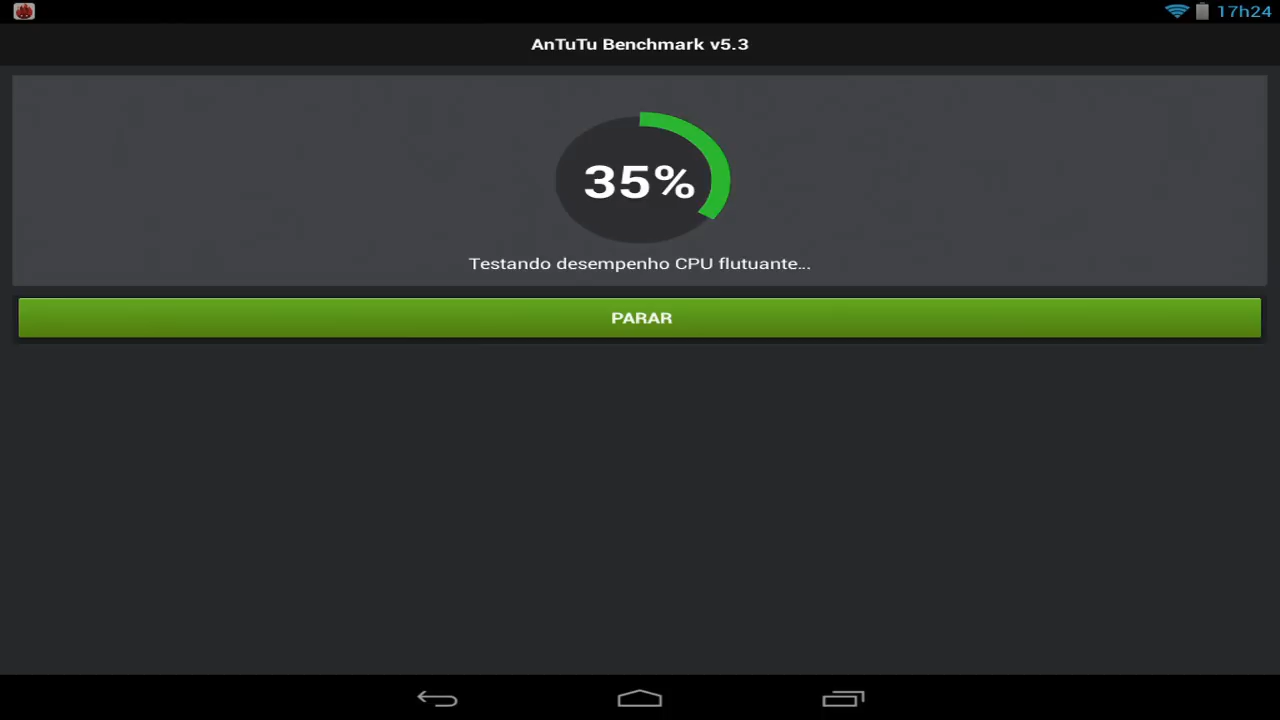 17h24
AnTuTu Benchmark v5.3
35%
Testando desempenho CPU flutuante...
PARAR